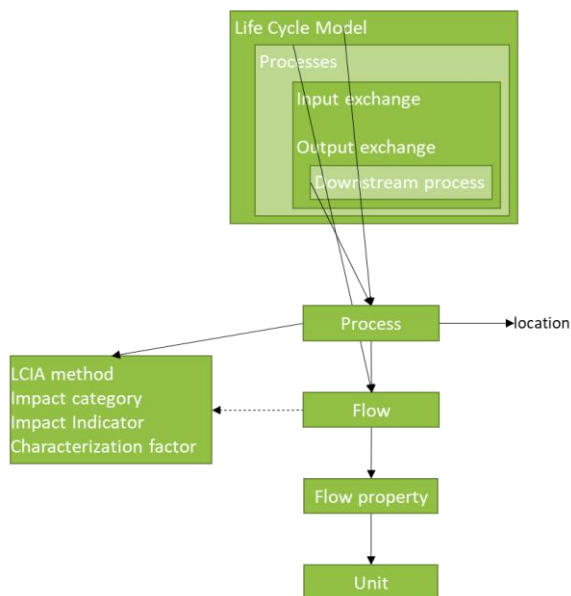 Life Cycle Model
Processes
Input exchange
Output exchange
Downstream process
Process
location
LCIA method
Impact category
Impact Indicator
Characterization factor
Flow
Flow property
Unit